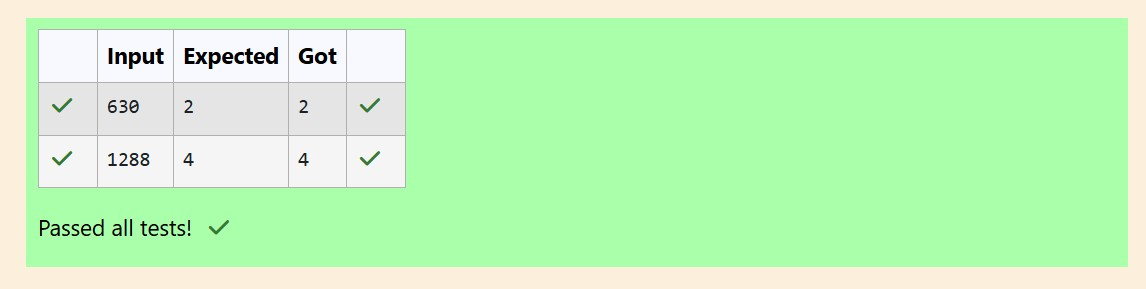 Input Expected Got
630 2 2
1288 4 4
Passed all tests!